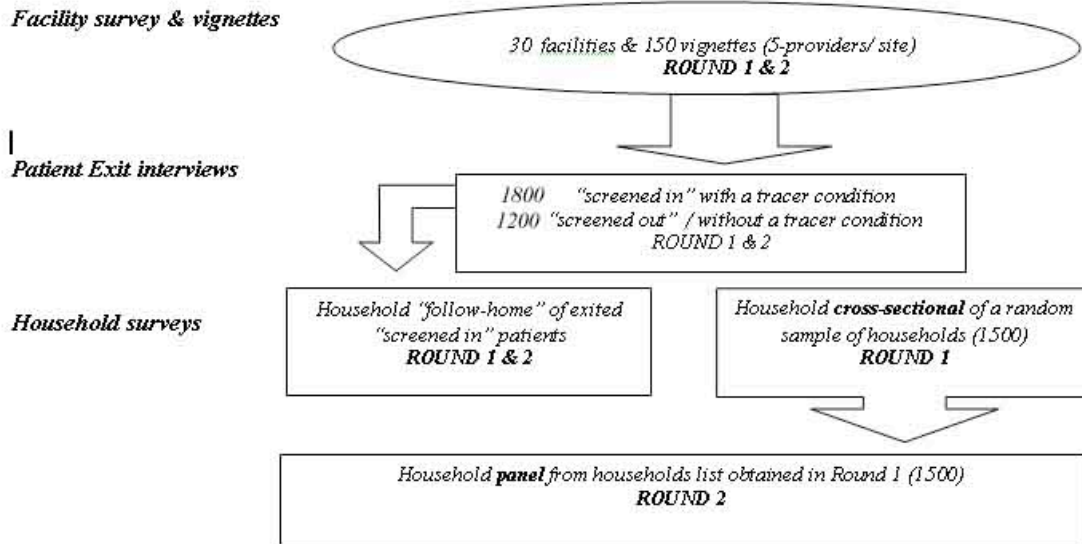 Facility survey & vignettes
30 facilities & 150 vignettes (5-providers/ site)
ROUND 1 & 2
Patient Exit interviews
1800 "screened in" with a tracer condition
1200 "screened out" / without a tracer condition
ROUND 1 & 2
Household surveys
Household "follow-home" of exited
"screened in" patients
ROUND 1 & 2
Household cross-sectional of a random
sample of households (1500)
ROUND 1
Household panel from households list obtained in Round 1 (1500)
ROUND 2